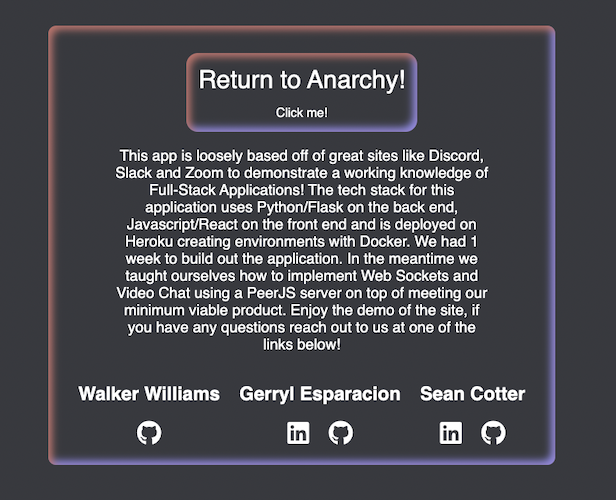 Return to Anarchy!
Click me!
This app is loosely based off of great sites like Discord,
Slack and Zoom to demonstrate a working knowledge of
Full-Stack Applications! The tech stack for this
application uses Python/Flask on the back end,
Javascript/React on the front end and is deployed on
Heroku creating environments with Docker. We had 1
week to build out the application. In the meantime we
taught ourselves how to implement Web Sockets and
Video Chat using a PeerJS server on top of meeting our
minimum viable product. Enjoy the demo of the site, if
you have any questions reach out to us at one of the
links below!
Walker Williams Gerryl Esparacion Sean Cotter
in in